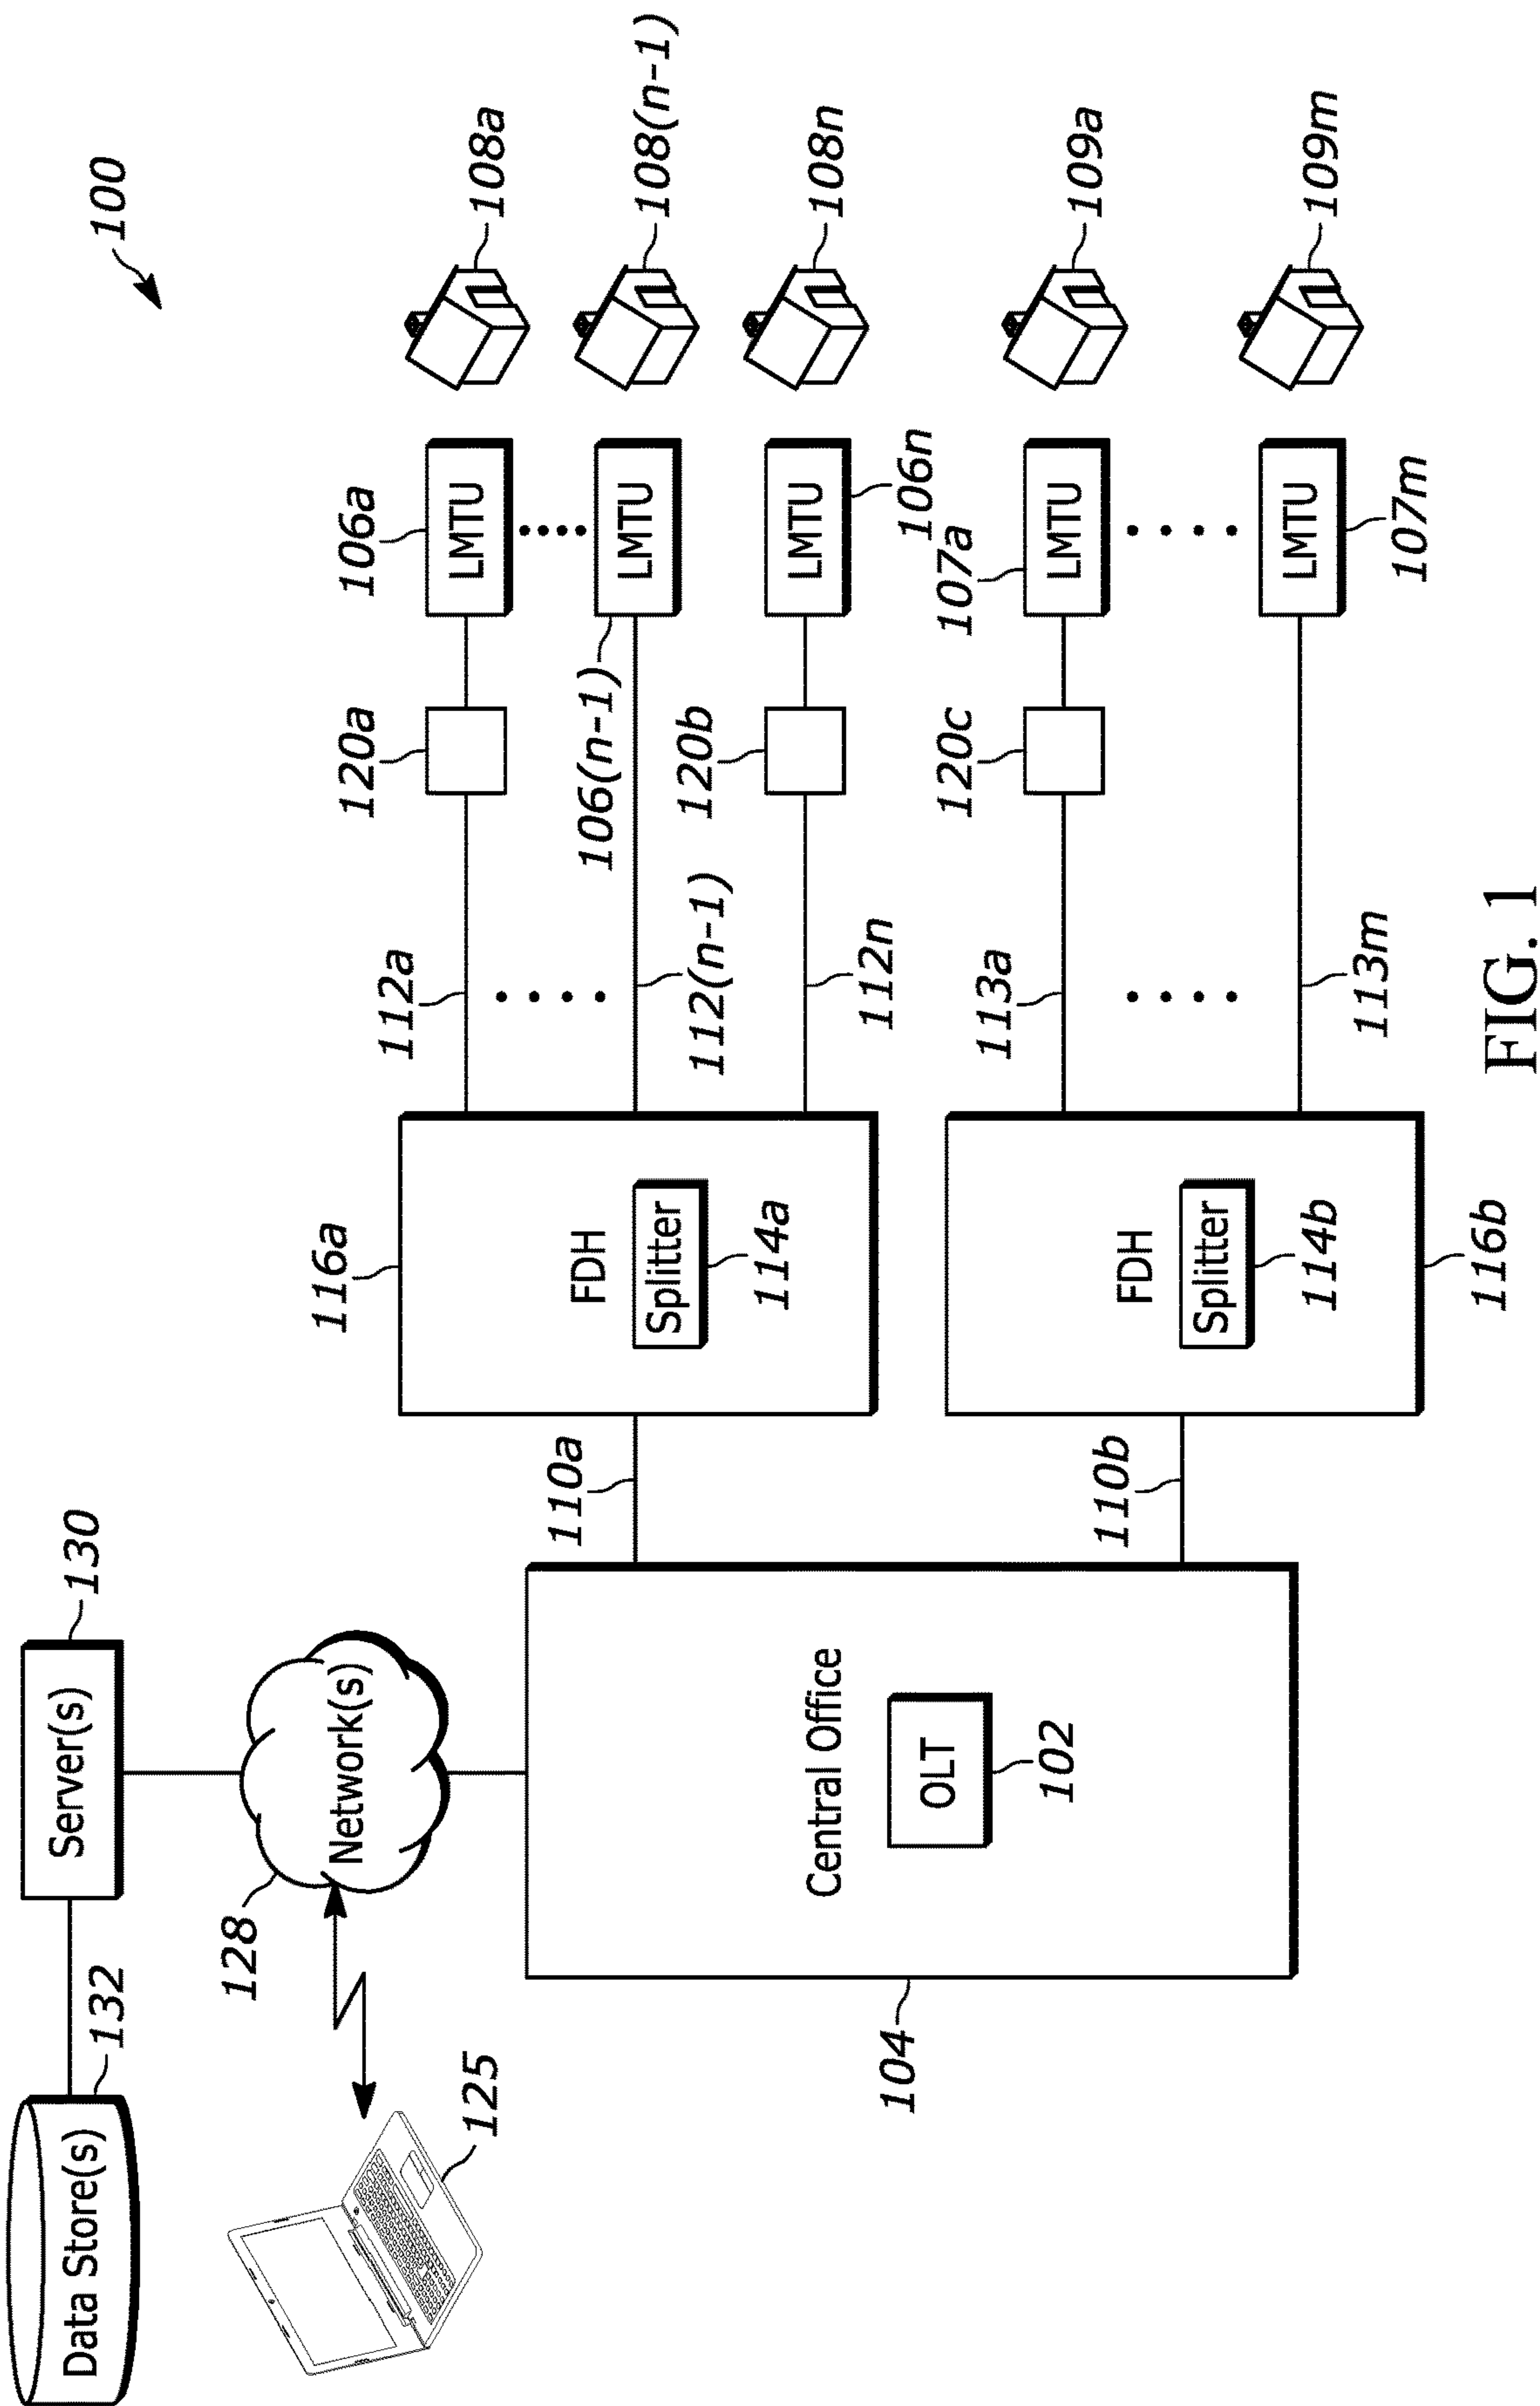 100
Data Store(s)
132
Server(s)
130
128
Network(s)
125
104
Central Office
OLT
102
110a
110b
116a
FDH
Splitter
114a
FDH
Splitter
114b
116b
112a
112(n-1)
112n
113a
113m
120a
120b
120c
106a
LMTU
106(n-1)
LMTU
LMTU
106n
107a
LMTU
LMTU
107m
108a
108(n-1)
108n
109a
109m
FIG. 1